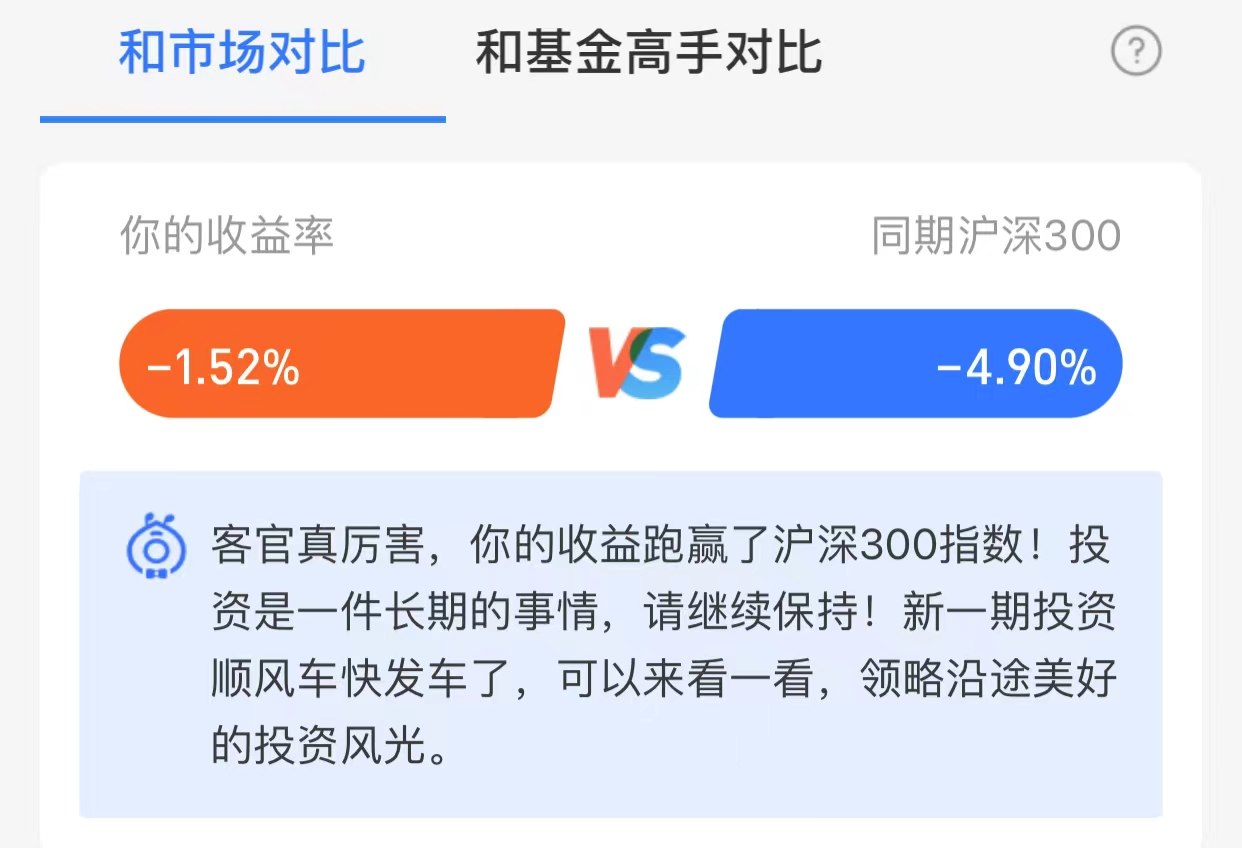 和市场对比 和基金高手对比 ?
你的收益率 同期沪深300
-1.52% VS -4.90%
客官真厉害，你的收益跑赢了沪深300指数！投
资是一件长期的事情，请继续保持！新一期投资
顺风车快发车了，可以来看一看，领略沿途美好
的投资风光。